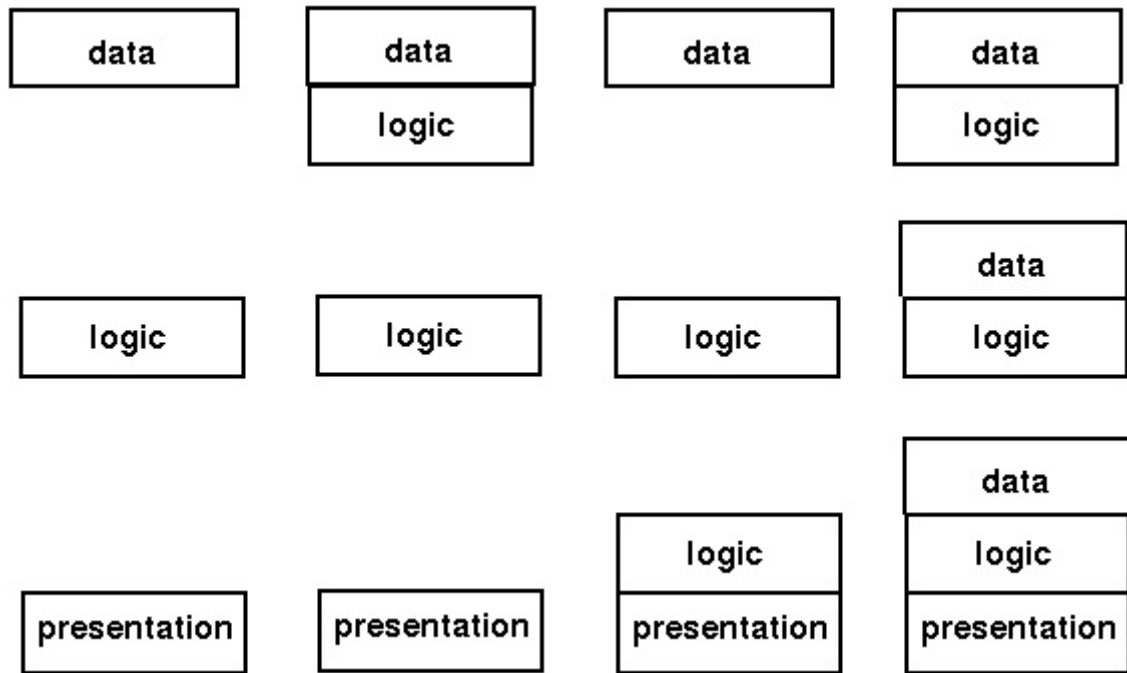 data data data data
logic logic
data
logic logic logic logic
data
logic logic
presentation presentation presentation presentation